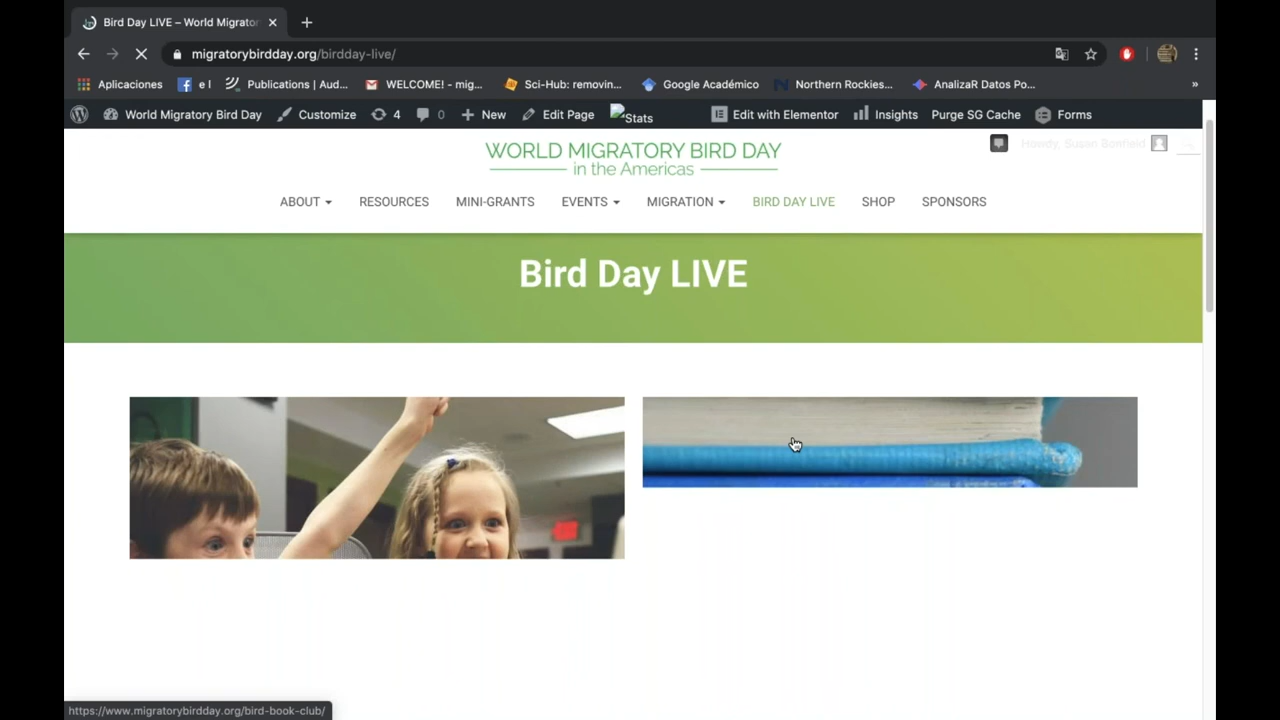 Bird Day LIVE – World Migrator
migratorybirdday.org/birdday-live/
Aplicaciones e l Publications | Aud... WELCOME! - mig... Sci-Hub: removin... Google Académico Northern Rockies... AnalizaR Datos Po... »
World Migratory Bird Day Customize 4 0 New Edit Page Stats Edit with Elementor Insights Purge SG Cache Forms
Howdy, Susan Bonfield
WORLD MIGRATORY BIRD DAY
in the Americas
ABOUT RESOURCES MINI-GRANTS EVENTS MIGRATION BIRD DAY LIVE SHOP SPONSORS
Bird Day LIVE
https://www.migratorybirdday.org/bird-book-club/